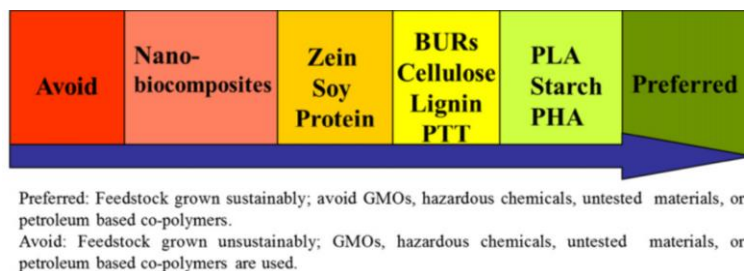 Avoid
Nano-
biocomposites
Zein
Soy
Protein
BURs
Cellulose
Lignin
PTT
PLA
Starch
PHA
Preferred
Preferred: Feedstock grown sustainably; avoid GMOs, hazardous chemicals, untested materials, or
petroleum based co-polymers.
Avoid: Feedstock grown unsustainably; GMOs, hazardous chemicals, untested materials, or
petroleum based co-polymers are used.